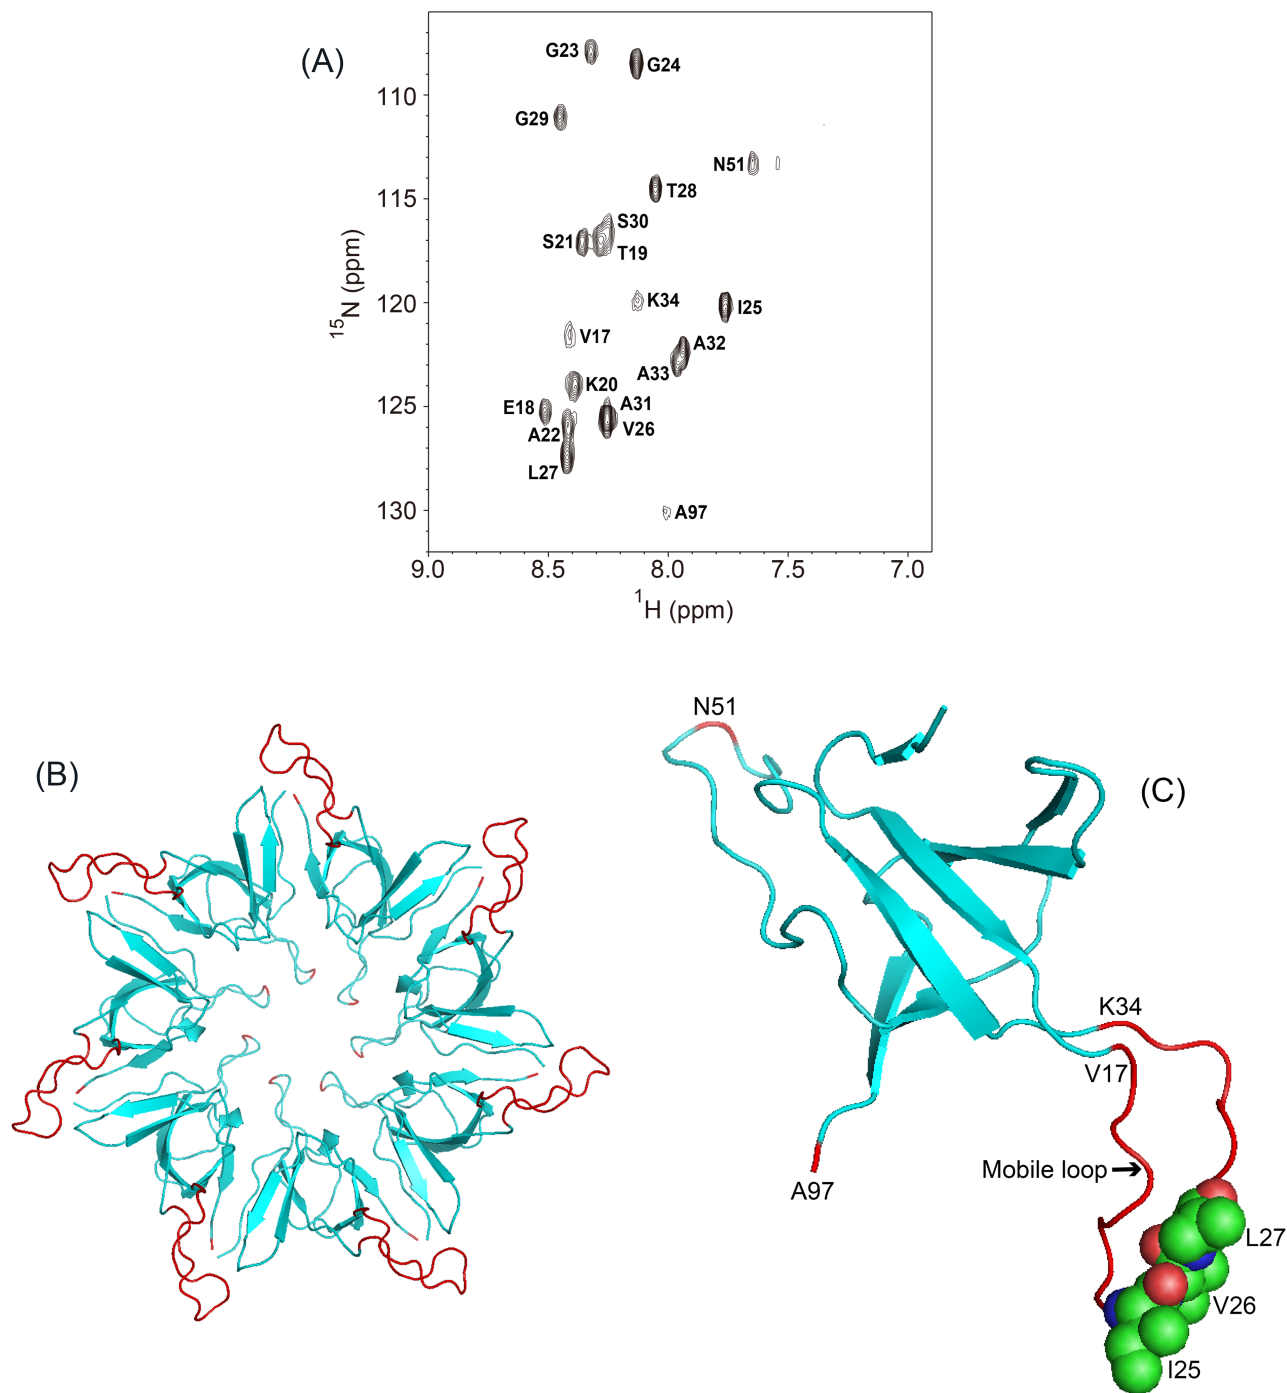 (A)
G23
G24
G29
N51
T28
S30
S21
T19
K34
I25
V17
A32
A33
K20
E18
A31
A22
V26
L27
A97
110
115
120
125
130
15N (ppm)
9.0 8.5 8.0 7.5 7.0
1H (ppm)
(B)
(C)
N51
K34
V17
Mobile loop
A97
L27
V26
I25